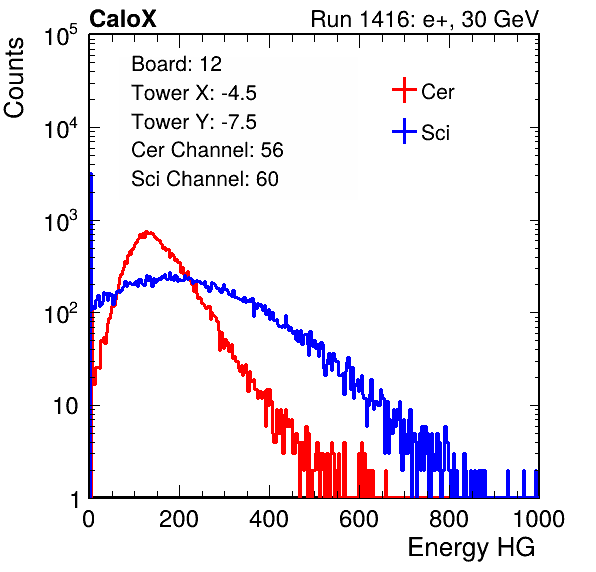 CaloX Run 1416: e+, 30 GeV
Counts
Board: 12
Tower X: -4.5
Tower Y: -7.5
Cer Channel: 56
Sci Channel: 60
Cer
Sci
10^5
10^4
10^3
10^2
10
1
0 200 400 600 800 1000
Energy HG